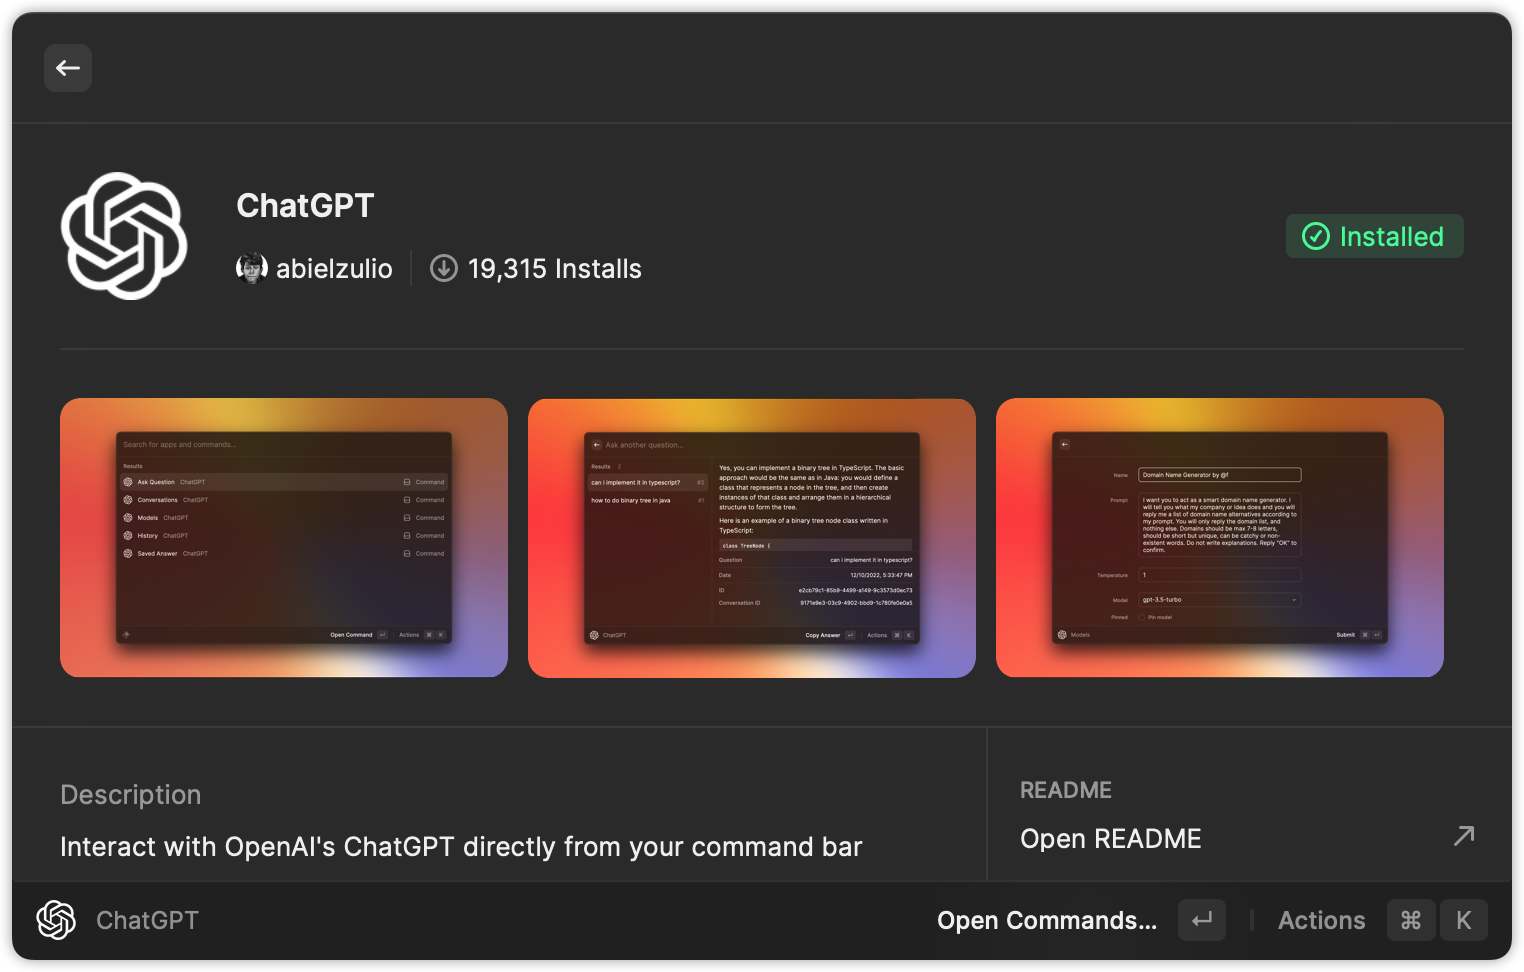 ChatGPT
abielzulio
19,315 Installs
Installed
Search for apps and commands...
Results
Ask Question ChatGPT Command
Conversations ChatGPT Command
Models ChatGPT Command
History ChatGPT Command
Saved Answer ChatGPT Command
Open Command ↵ Actions ⌘ K
Ask another question...
Results 2
can i implement it in typescript? #2
how to do binary tree in java #1
Yes, you can implement a binary tree in TypeScript. The basic
approach would be the same as in Java: you would define a
class that represents a node in the tree, and then create
instances of that class and arrange them in a hierarchical
structure to form the tree.
Here is an example of a binary tree node class written in
TypeScript:
class TreeNode {
Question can i implement it in typescript?
Date 12/10/2022, 5:33:47 PM
ID e2cb79c1-85b9-4499-a149-9c3573d0ec73
Conversation ID 9171e9e3-03c9-4902-bbd9-1c780fe0e0a5
ChatGPT Copy Answer ↵ Actions ⌘ K
Name Domain Name Generator by @f
Prompt I want you to act as a smart domain name generator. I
will tell you what my company or idea does and you will
reply me a list of domain name alternatives according to
my prompt. You will only reply the domain list, and
nothing else. Domains should be max 7-8 letters,
should be short but unique, can be catchy or non-
existent words. Do not write explanations. Reply "OK" to
confirm.
Temperature 1
Model gpt-3.5-turbo
Pinned Pin model
Models Submit ⌘ ↵
Description
Interact with OpenAI's ChatGPT directly from your command bar
README
Open README
ChatGPT
Open Commands... ↵ Actions ⌘ K